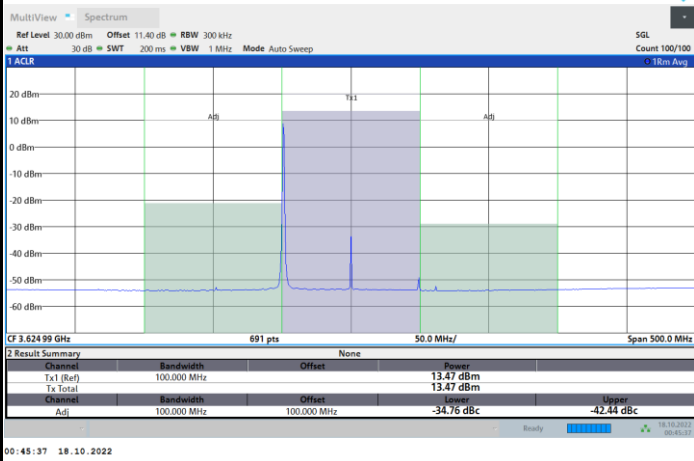 MultiView Spectrum
Ref Level 30.00 dBm Offset 11.40 dB RBW 300 kHz SGL
Att 30 dB SWT 200 ms VBW 1 MHz Mode Auto Sweep Count 100/100
1 ACLR 1Rm Avg
20 dBm
Tx1
10 dBm
Adj Adj
0 dBm
-10 dBm
-20 dBm
-30 dBm
-40 dBm
-50 dBm
-60 dBm
CF 3.624 99 GHz 691 pts 50.0 MHz/ Span 500.0 MHz
2 Result Summary None
Channel Bandwidth Offset Power
Tx1 (Ref) 100.000 MHz 13.47 dBm
Tx Total 13.47 dBm
Channel Bandwidth Offset Lower Upper
Adj 100.000 MHz 100.000 MHz -34.76 dBc -42.44 dBc
Ready 18.10.2022
00:45:37
00:45:37 18.10.2022